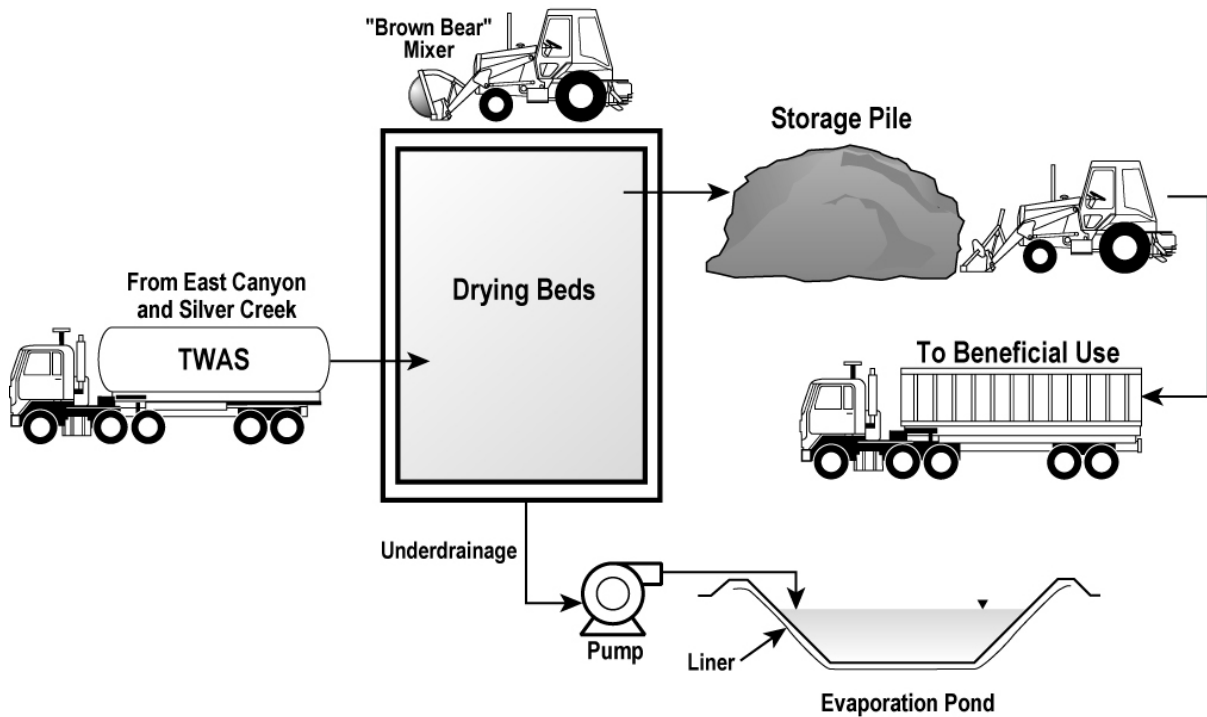 "Brown Bear"
Mixer
Storage Pile
From East Canyon
and Silver Creek
TWAS
Drying Beds
To Beneficial Use
Underdrainage
Pump
Liner
Evaporation Pond